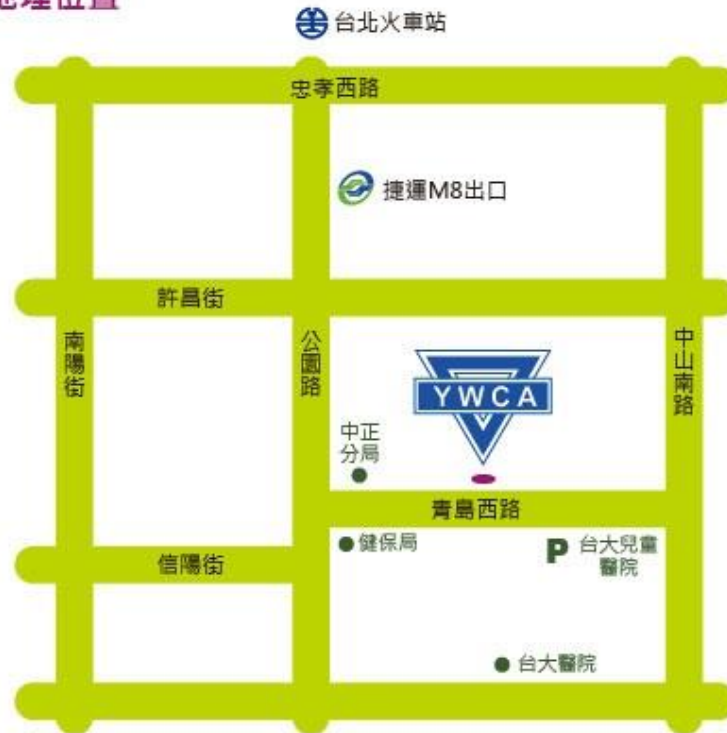 地理位置
台北火車站
忠孝西路
捷運M8出口
許昌街
南陽街
公園路
中山南路
YWCA
中正
分局
青島西路
健保局
P
台大兒童
醫院
信陽街
台大醫院